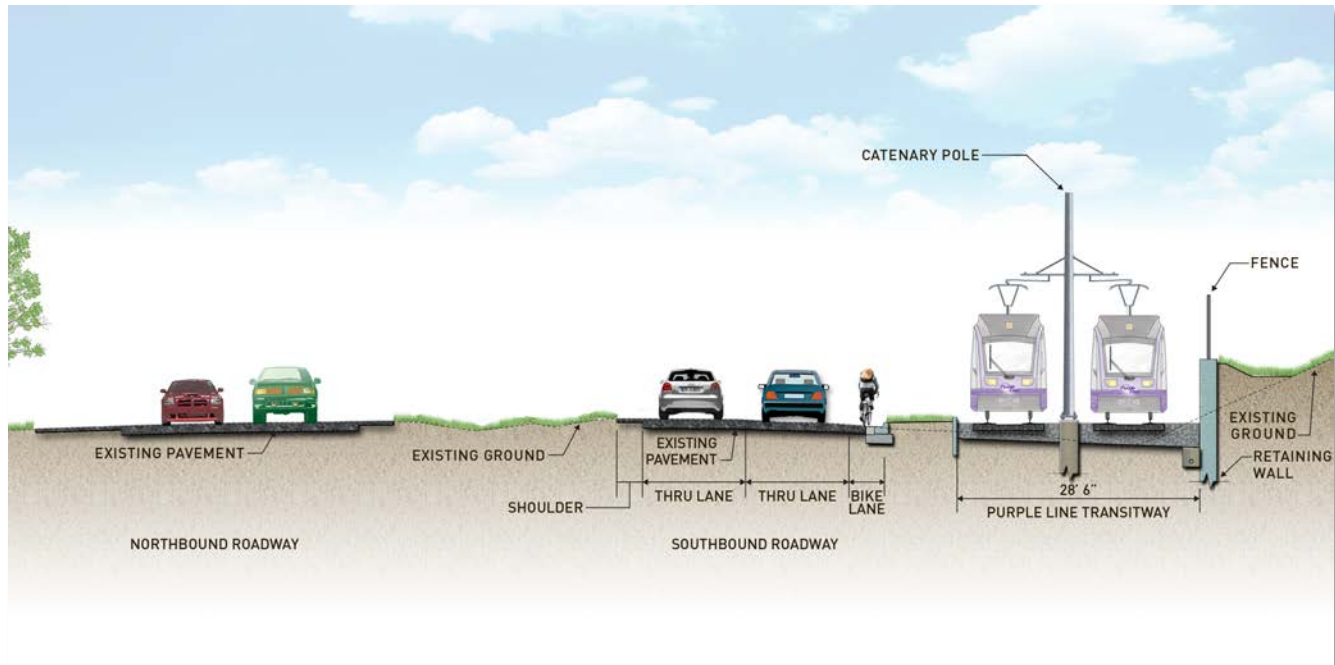 CATENARY POLE
FENCE
EXISTING PAVEMENT
EXISTING GROUND
EXISTING
PAVEMENT
EXISTING
GROUND
RETAINING
WALL
SHOULDER
THRU LANE
THRU LANE
BIKE
LANE
28' 6"
PURPLE LINE TRANSITWAY
NORTHBOUND ROADWAY
SOUTHBOUND ROADWAY